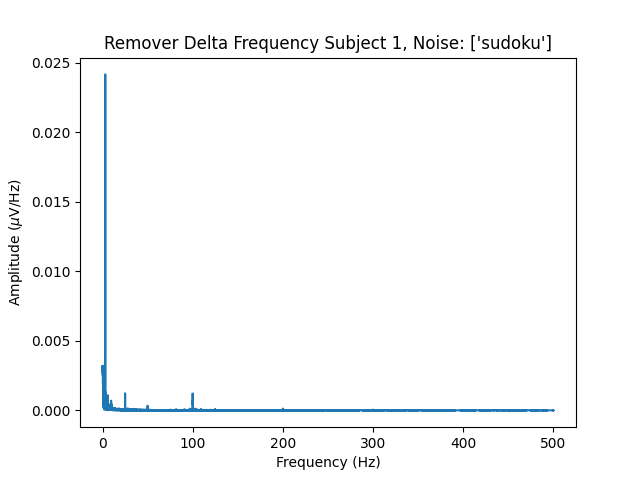 Remover Delta Frequency Subject 1, Noise: ['sudoku']
0.025
0.020
0.015
0.010
0.005
0.000
Amplitude (μV/Hz)
0 100 200 300 400 500
Frequency (Hz)